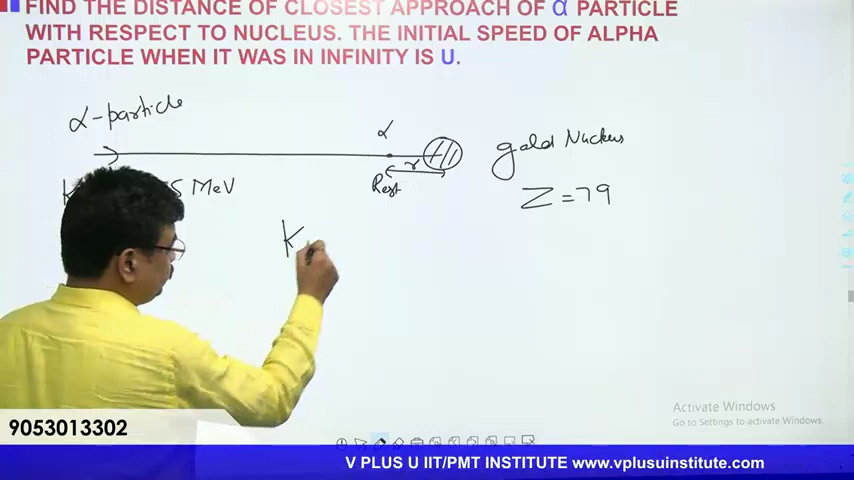 FIND THE DISTANCE OF CLOSEST APPROACH OF α PARTICLE
WITH RESPECT TO NUCLEUS. THE INITIAL SPEED OF ALPHA
PARTICLE WHEN IT WAS IN INFINITY IS U.
α-particle
α
gold Nucleus
r
Rest
5 MeV
Z = 79
K
Activate Windows
Go to Settings to activate Windows.
9053013302
V PLUS U IIT/PMT INSTITUTE www.vplusuinstitute.com